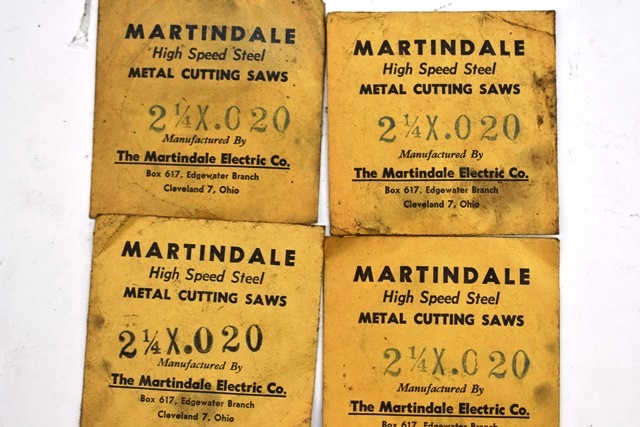 MARTINDALE
High Speed Steel
METAL CUTTING SAWS
2¼X.020
Manufactured By
The Martindale Electric Co.
Box 617, Edgewater Branch
Cleveland 7, Ohio
MARTINDALE
High Speed Steel
METAL CUTTING SAWS
2¼X.020
Manufactured By
The Martindale Electric Co.
Box 617, Edgewater Branch
Cleveland 7, Ohio
MARTINDALE
High Speed Steel
METAL CUTTING SAWS
2¼X.020
Manufactured By
The Martindale Electric Co.
Box 617, Edgewater Branch
Cleveland 7, Ohio
MARTINDALE
High Speed Steel
METAL CUTTING SAWS
2¼X.020
Manufactured By
The Martindale Electric Co.
Box 617, Edgewater Branch